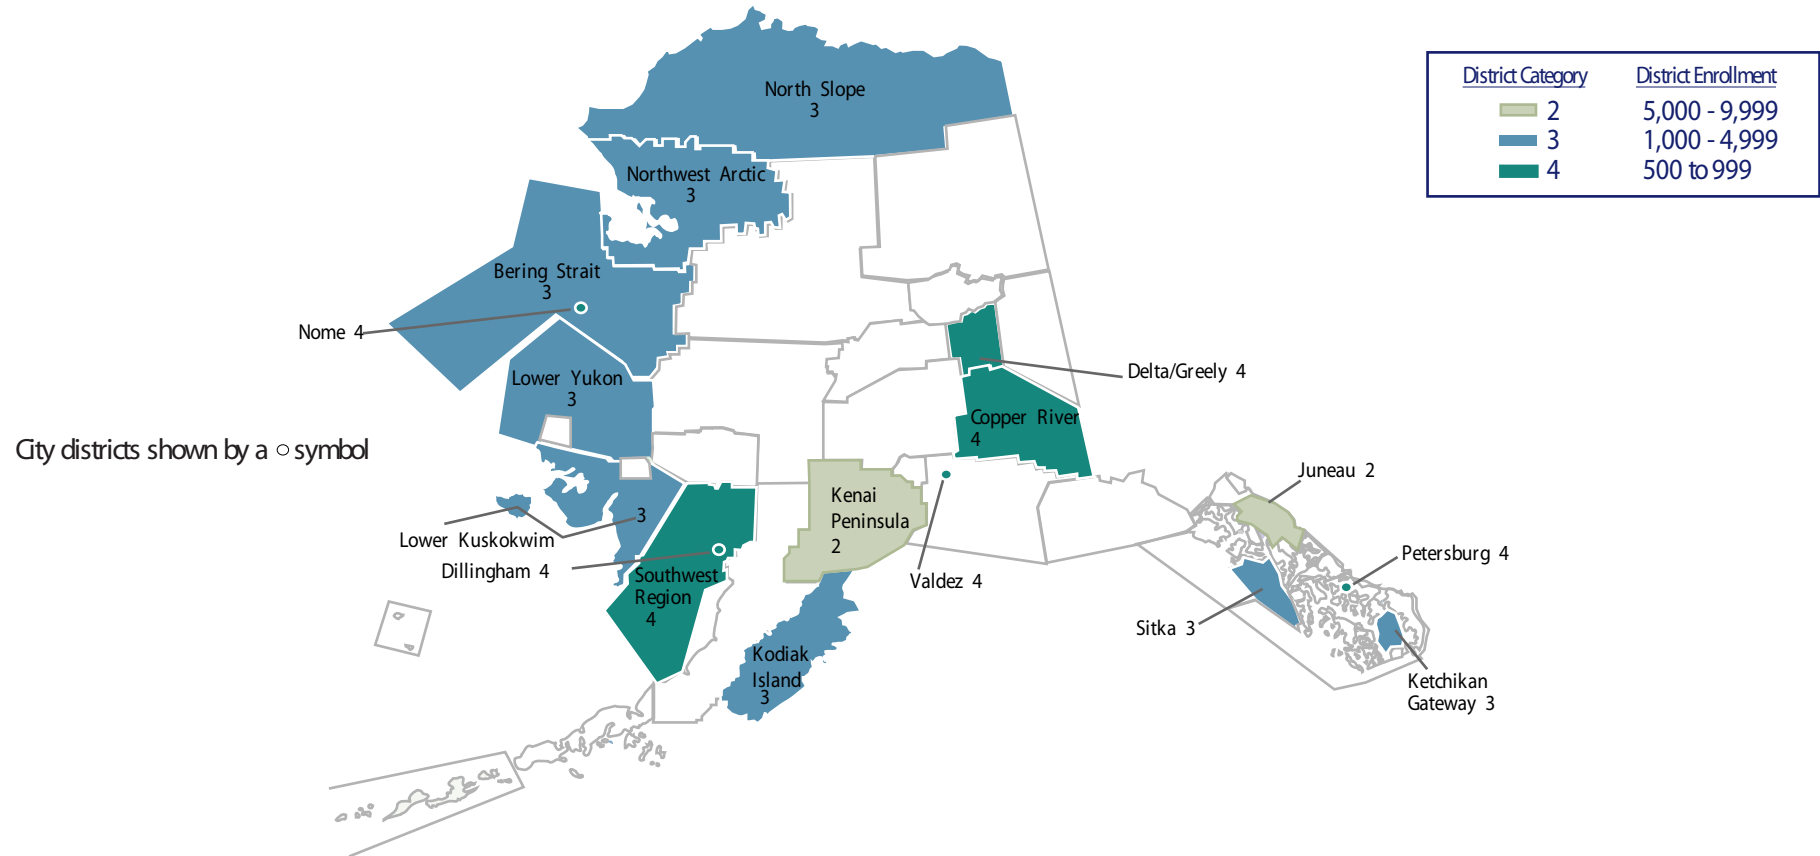 North Slope
3
District Category
District Enrollment
2
5,000 - 9,999
3
1,000 - 4,999
4
500 to 999
Northwest Arctic
3
Bering Strait
3
Nome 4
Lower Yukon
3
Delta/Greely 4
Copper River
4
City districts shown by a ○ symbol
Juneau 2
Kenai
Peninsula
2
3
Lower Kuskokwim
Dillingham 4
Petersburg 4
Valdez 4
Southwest
Region
4
Sitka 3
Kodiak
Island
3
Ketchikan
Gateway 3